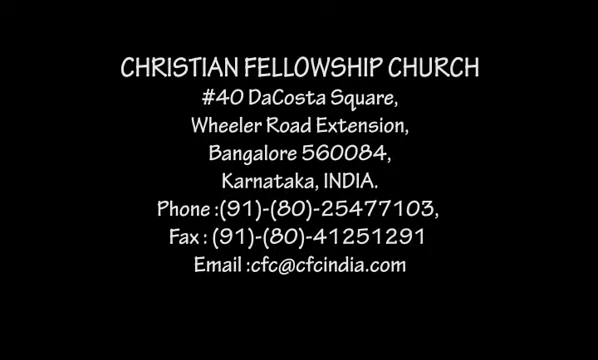 CHRISTIAN FELLOWSHIP CHURCH
#40 DaCosta Square,
Wheeler Road Extension,
Bangalore 560084,
Karnataka, INDIA.
Phone :(91)-(80)-25477103,
Fax : (91)-(80)-41251291
Email :cfc@cfcindia.com